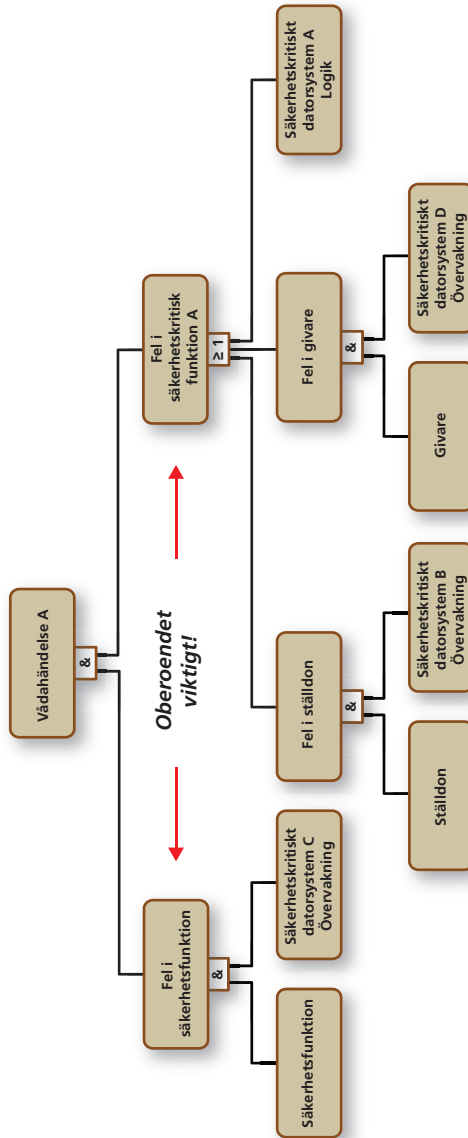 Vådahändelse A
&
Fel i
säkerhetsfunktion
&
Oberoendet
viktigt!
Fel i
säkerhetskritisk
funktion A
≥ 1
Säkerhetsfunktion
Säkerhetskritiskt
datorsystem C
Övervakning
Fel i ställdon
&
Fel i givare
&
Säkerhetskritiskt
datorsystem A
Logik
Ställdon
Säkerhetskritiskt
datorsystem B
Övervakning
Givare
Säkerhetskritiskt
datorsystem D
Övervakning